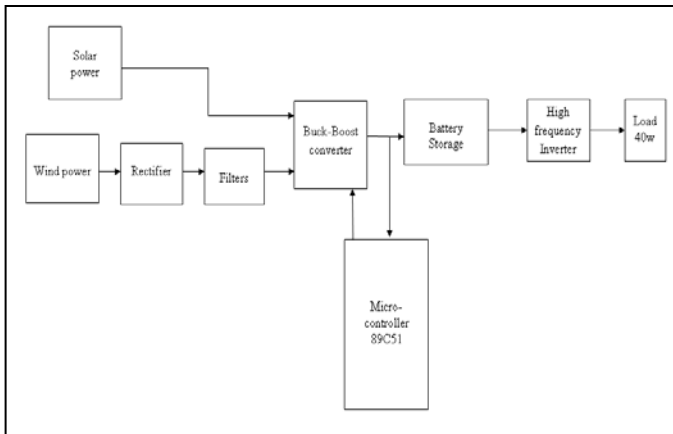 Solar
power
Wind power
Rectifier
Filters
Buck-Boost
converter
Battery
Storage
High
frequency
Inverter
Load
40w
Micro-
controller
89C51